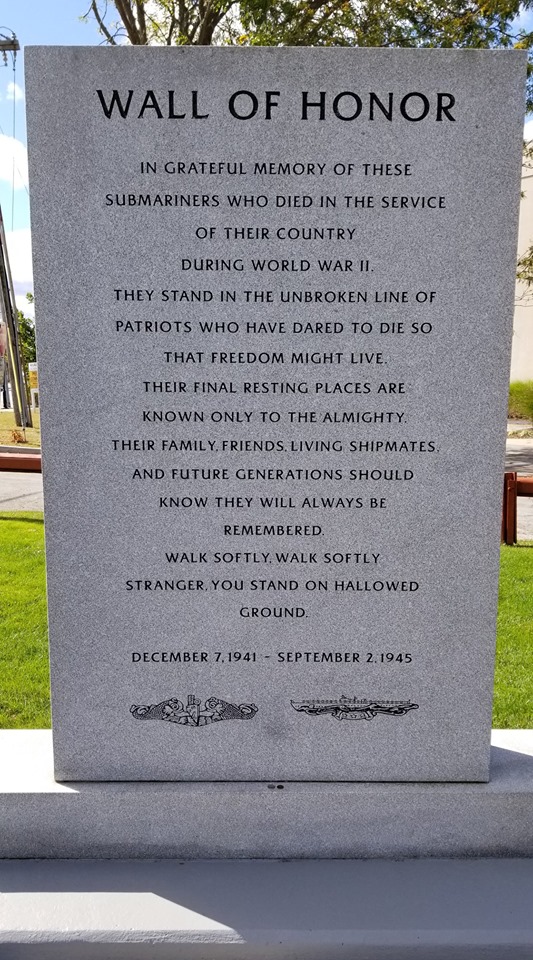 WALL OF HONOR
IN GRATEFUL MEMORY OF THESE
SUBMARINERS WHO DIED IN THE SERVICE
OF THEIR COUNTRY
DURING WORLD WAR II.
THEY STAND IN THE UNBROKEN LINE OF
PATRIOTS WHO HAVE DARED TO DIE SO
THAT FREEDOM MIGHT LIVE.
THEIR FINAL RESTING PLACES ARE
KNOWN ONLY TO THE ALMIGHTY.
THEIR FAMILY, FRIENDS, LIVING SHIPMATES,
AND FUTURE GENERATIONS SHOULD
KNOW THEY WILL ALWAYS BE
REMEMBERED.
WALK SOFTLY, WALK SOFTLY
STRANGER, YOU STAND ON HALLOWED
GROUND.
DECEMBER 7, 1941 - SEPTEMBER 2, 1945